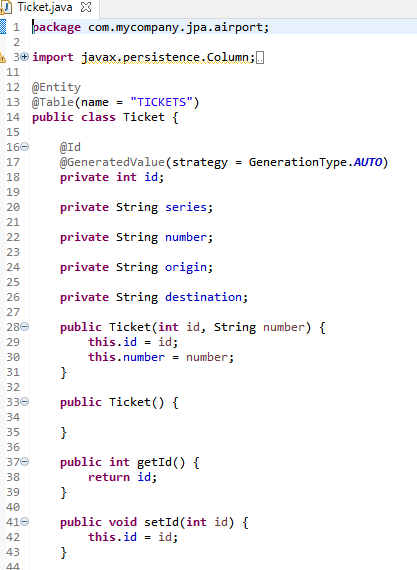 Ticket.java
1 package com.mycompany.jpa.airport;
2
3 import javax.persistence.Column;
11
12 @Entity
13 @Table(name = "TICKETS")
14 public class Ticket {
15
16 @Id
17 @GeneratedValue(strategy = GenerationType.AUTO)
18 private int id;
19
20 private String series;
21
22 private String number;
23
24 private String origin;
25
26 private String destination;
27
28 public Ticket(int id, String number) {
29 this.id = id;
30 this.number = number;
31 }
32
33 public Ticket() {
34
35 }
36
37 public int getId() {
38 return id;
39 }
40
41 public void setId(int id) {
42 this.id = id;
43 }
44